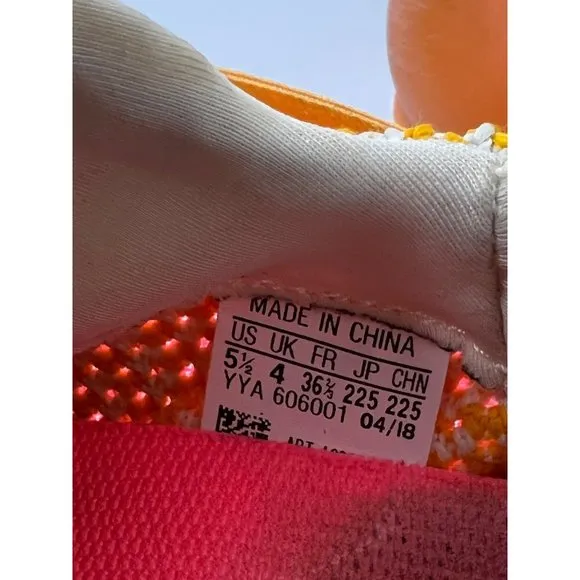 MADE IN CHINA
US UK FR JP CHN
5½ 4 36⅔ 225 225
YYA 606001 04/18